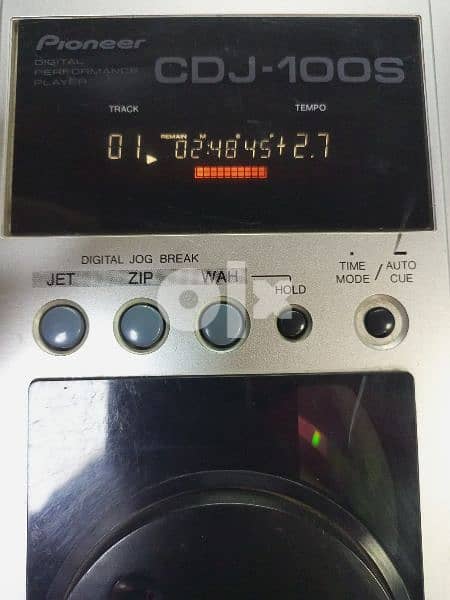 Pioneer
DIGITAL
PERFORMANCE
PLAYER
CDJ-100S
TRACK
TEMPO
REMAIN M
01 02:48 45 +2.7
DIGITAL JOG BREAK
JET ZIP WAH
HOLD
TIME
MODE / AUTO
CUE
olx